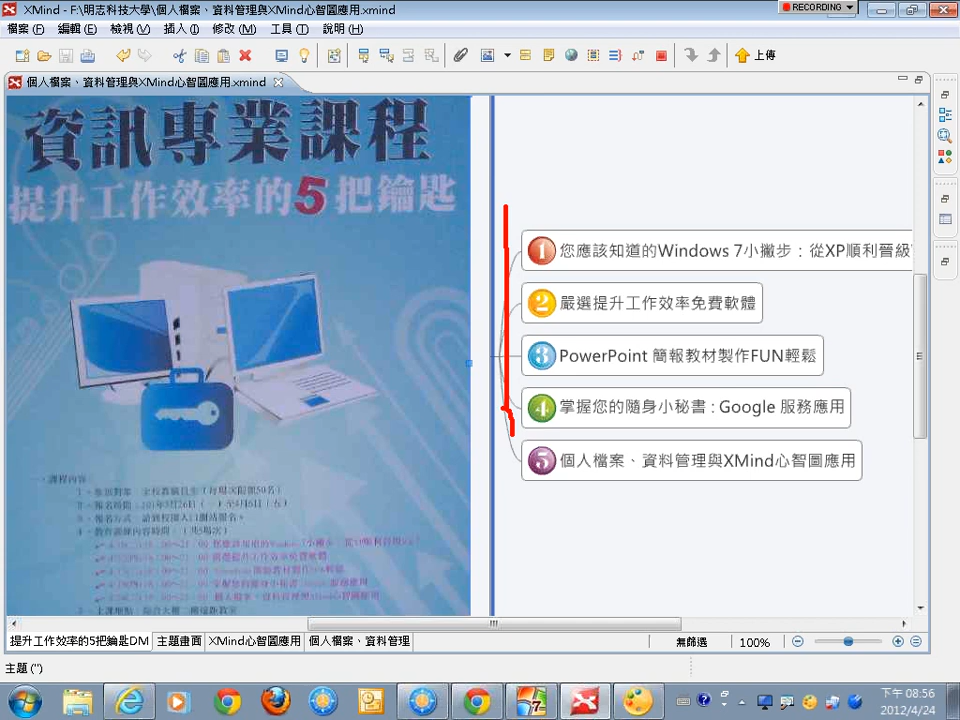 XMind - F:\明志科技大學\個人檔案、資料管理與XMind心智圖應用.xmind
RECORDING
檔案 (F) 編輯 (E) 檢視 (V) 插入 (I) 修改 (M) 工具 (T) 說明 (H)
上傳
個人檔案、資料管理與XMind心智圖應用.xmind
資訊專業課程
提升工作效率的5把鑰匙
1 您應該知道的Windows 7小撇步：從XP順利晉級
2 嚴選提升工作效率免費軟體
3 PowerPoint 簡報教材製作FUN輕鬆
4 掌握您的隨身小秘書 : Google 服務應用
5 個人檔案、資料管理與XMind心智圖應用
一、課程內容
提升工作效率的5把鑰匙DM 主題畫面 XMind心智圖應用 個人檔案、資料管理
無篩選 100%
主題 ('')
下午 08:56
2012/4/24